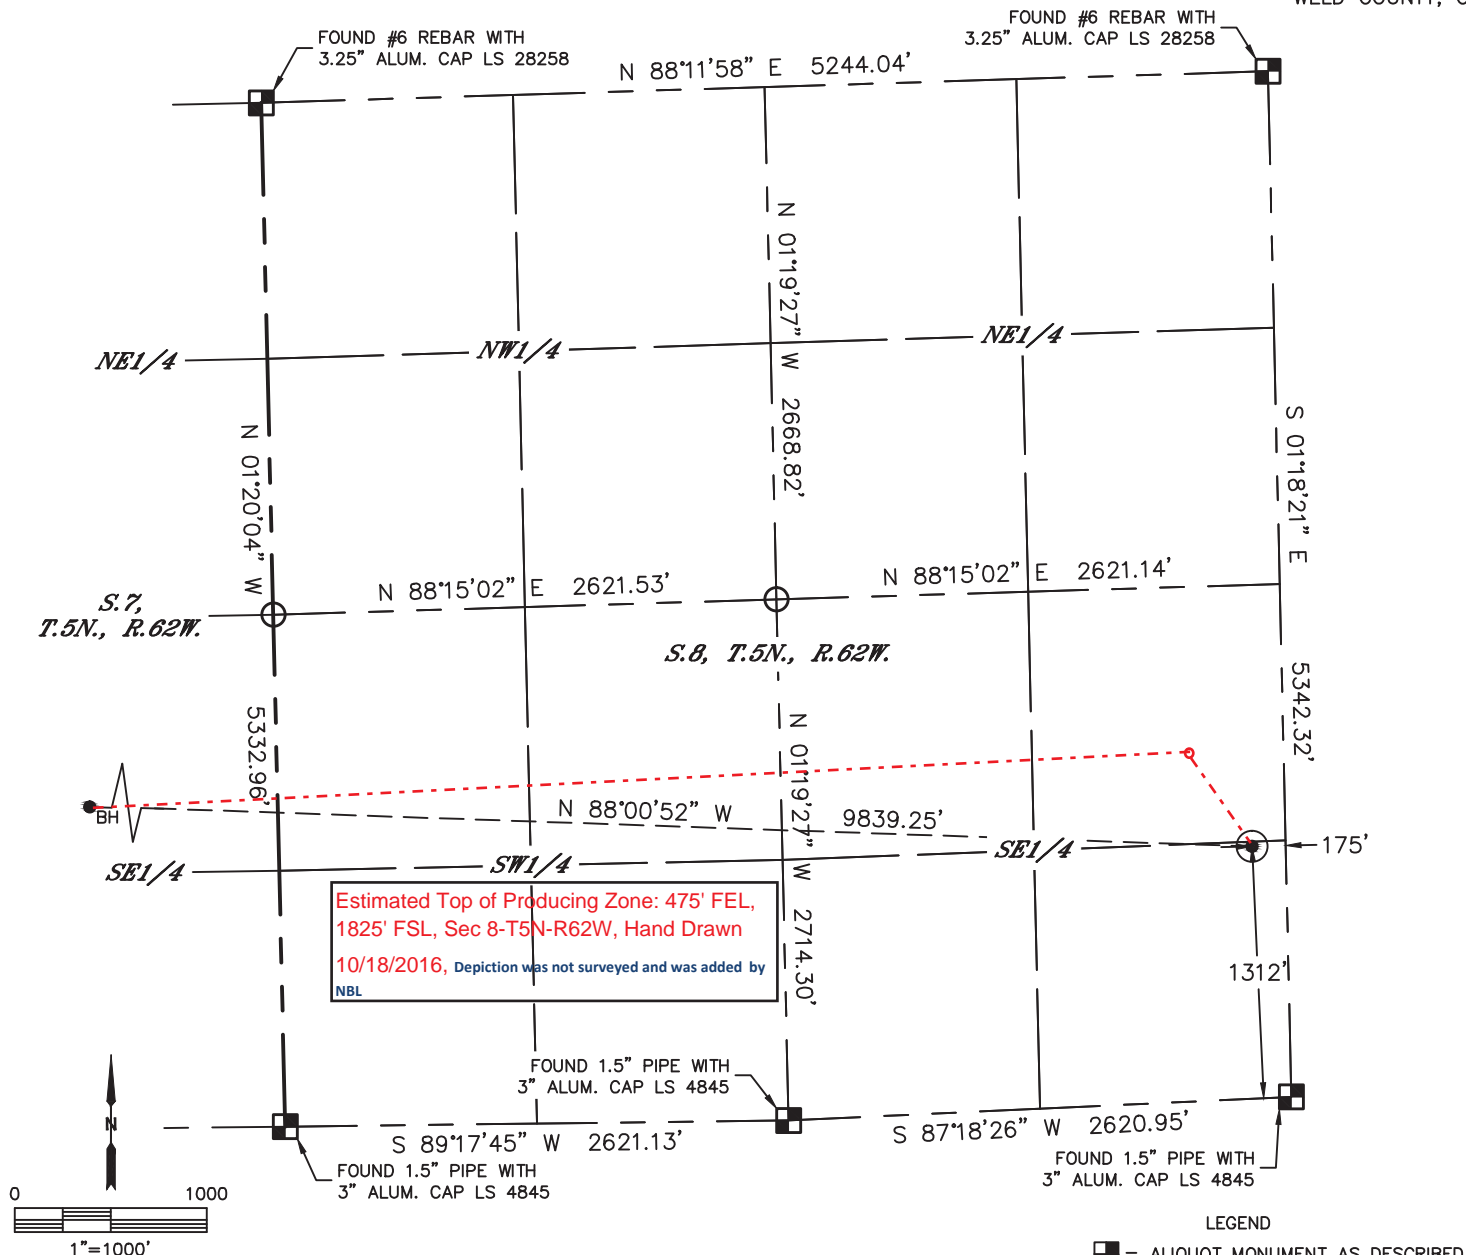 WELD COUNTY, C
FOUND #6 REBAR WITH
3.25" ALUM. CAP LS 28258
FOUND #6 REBAR WITH
3.25" ALUM. CAP LS 28258
N 88°11'58" E 5244.04'
N 01°19'27" W 2668.82'
NE1/4
NW1/4
NE1/4
N 01°20'04" W
5332.96'
S 01°18'21" E
5342.32'
N 88°15'02" E 2621.53'
N 88°15'02" E 2621.14'
S.7,
T.5N., R.62W.
S.8, T.5N., R.62W.
N 01°19'27" W 2714.30'
BH
N 88°00'52" W 9839.25'
175'
SE1/4
SW1/4
SE1/4
Estimated Top of Producing Zone: 475' FEL,
1825' FSL, Sec 8-T5N-R62W, Hand Drawn
10/18/2016, Depiction was not surveyed and was added by
NBL
1312'
FOUND 1.5" PIPE WITH
3" ALUM. CAP LS 4845
N
S 89°17'45" W 2621.13'
S 87°18'26" W 2620.95'
FOUND 1.5" PIPE WITH
3" ALUM. CAP LS 4845
FOUND 1.5" PIPE WITH
3" ALUM. CAP LS 4845
0 1000
1"=1000'
LEGEND
= ALIQUOT MONUMENT AS DESCRIBED